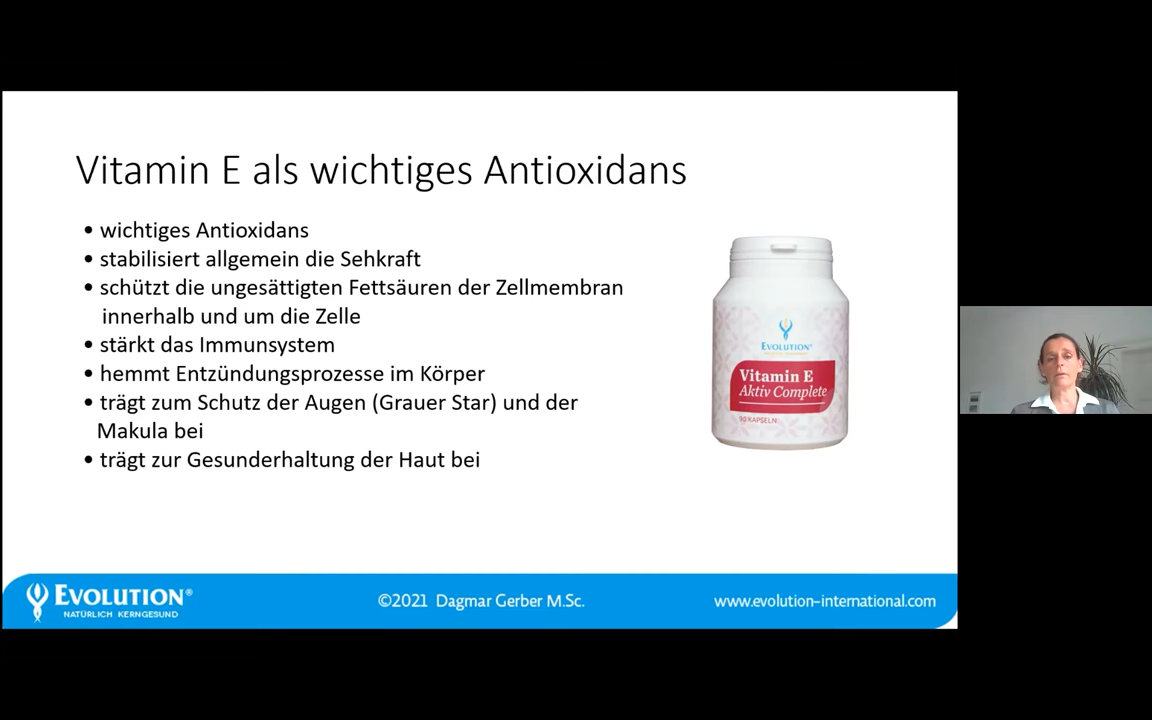 Vitamin E als wichtiges Antioxidans
• wichtiges Antioxidans
• stabilisiert allgemein die Sehkraft
• schützt die ungesättigten Fettsäuren der Zellmembran
innerhalb und um die Zelle
• stärkt das Immunsystem
• hemmt Entzündungsprozesse im Körper
• trägt zum Schutz der Augen (Grauer Star) und der
Makula bei
• trägt zur Gesunderhaltung der Haut bei
EVOLUTION®
Vitamin E
Aktiv Complete
90 KAPSELN
EVOLUTION®
NATÜRLICH KERNGESUND
©2021 Dagmar Gerber M.Sc.
www.evolution-international.com